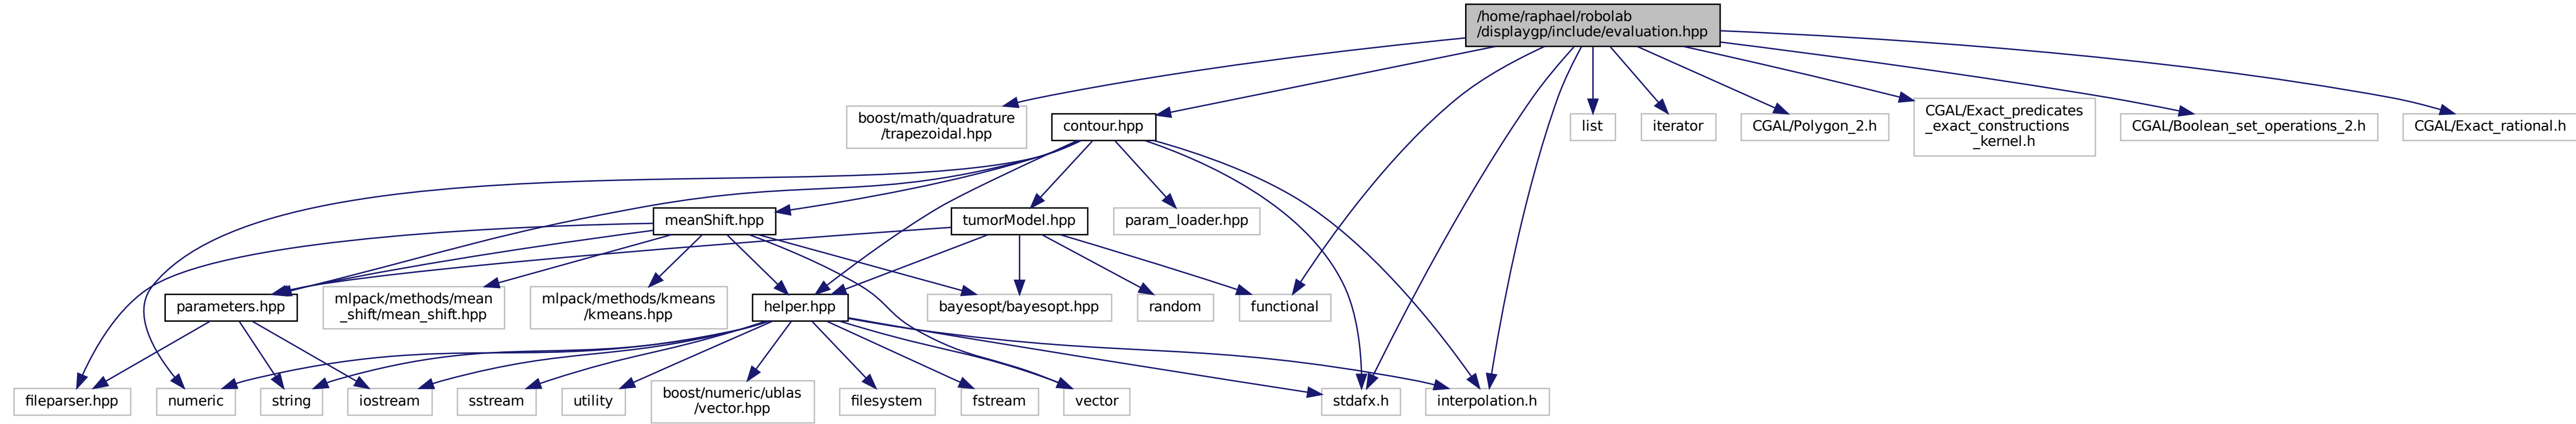 /home/raphael/robolab
/displaygp/include/evaluation.hpp
boost/math/quadrature
/trapezoidal.hpp
contour.hpp
list
iterator
CGAL/Polygon_2.h
CGAL/Exact_predicates
_exact_constructions
_kernel.h
CGAL/Boolean_set_operations_2.h
CGAL/Exact_rational.h
meanShift.hpp
tumorModel.hpp
param_loader.hpp
parameters.hpp
mlpack/methods/mean
_shift/mean_shift.hpp
mlpack/methods/kmeans
/kmeans.hpp
helper.hpp
bayesopt/bayesopt.hpp
random
functional
fileparser.hpp
numeric
string
iostream
sstream
utility
boost/numeric/ublas
/vector.hpp
filesystem
fstream
vector
stdafx.h
interpolation.h